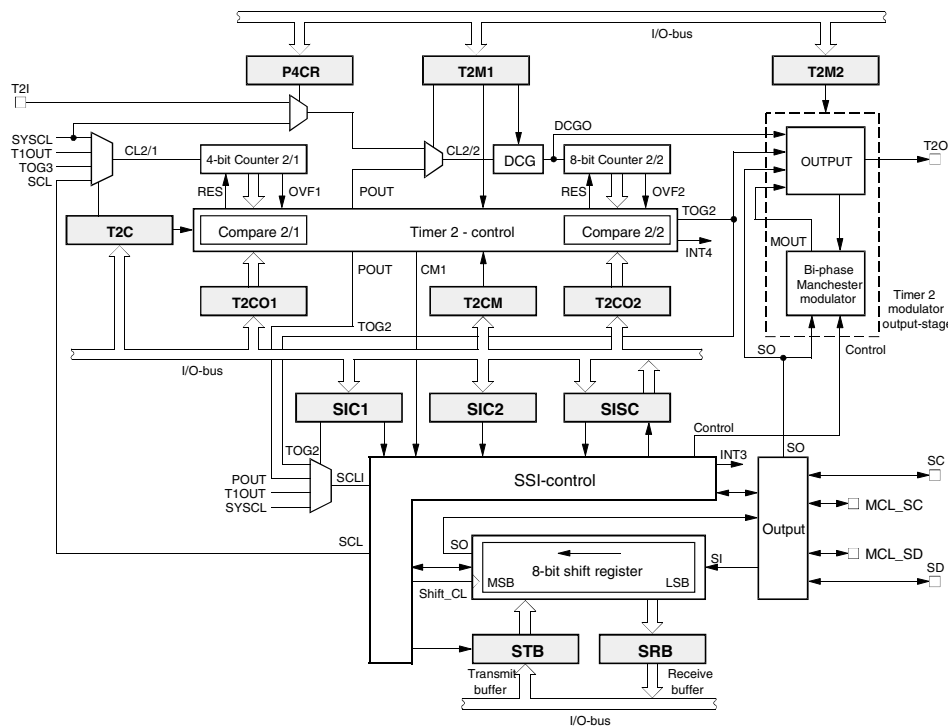 I/O-bus
P4CR
T2M1
T2M2
T2I
DCGO
SYSCL
T1OUT
TOG3
SCL
CL2/1
4-bit Counter 2/1
CL2/2
DCG
8-bit Counter 2/2
OUTPUT
T2O
RES
OVF1
POUT
RES
OVF2
TOG2
T2C
Compare 2/1
Timer 2 - control
Compare 2/2
INT4
MOUT
POUT
CM1
Bi-phase
Manchester
modulator
Timer 2
modulator
output-stage
T2CO1
T2CM
T2CO2
TOG2
SO
Control
I/O-bus
SIC1
SIC2
SISC
Control
TOG2
SO
INT3
POUT
T1OUT
SYSCL
SCLI
SSI-control
SC
MCL_SC
Output
SCL
SO
SI
MCL_SD
SD
8-bit shift register
MSB
LSB
Shift_CL
STB
SRB
Transmit
buffer
Receive
buffer
I/O-bus